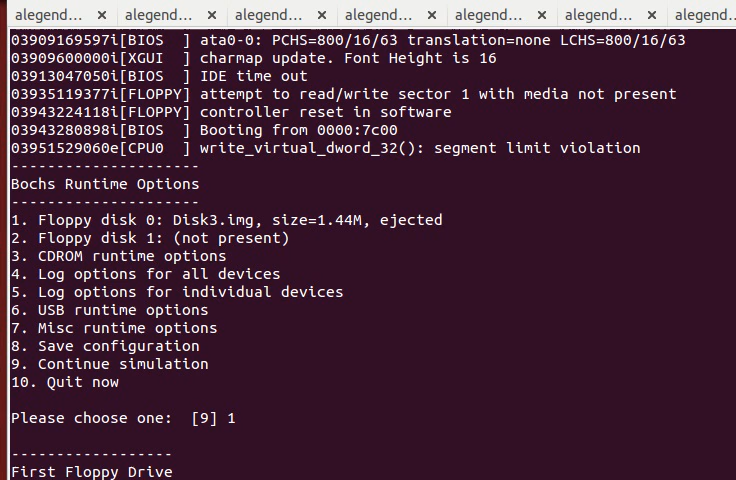 alegend... × alegend... × alegend... × alegend... × alegend... × alegend... × alegend...
03909169597i[BIOS  ] ata0-0: PCHS=800/16/63 translation=none LCHS=800/16/63
03909600000i[XGUI  ] charmap update. Font Height is 16
03913047050i[BIOS  ] IDE time out
03935119377i[FLOPPY] attempt to read/write sector 1 with media not present
03943224118i[FLOPPY] controller reset in software
03943280898i[BIOS  ] Booting from 0000:7c00
03951529060e[CPU0  ] write_virtual_dword_32(): segment limit violation
---------------------
Bochs Runtime Options
---------------------
1. Floppy disk 0: Disk3.img, size=1.44M, ejected
2. Floppy disk 1: (not present)
3. CDROM runtime options
4. Log options for all devices
5. Log options for individual devices
6. USB runtime options
7. Misc runtime options
8. Save configuration
9. Continue simulation
10. Quit now
Please choose one:  [9] 1
------------------
First Floppy Drive